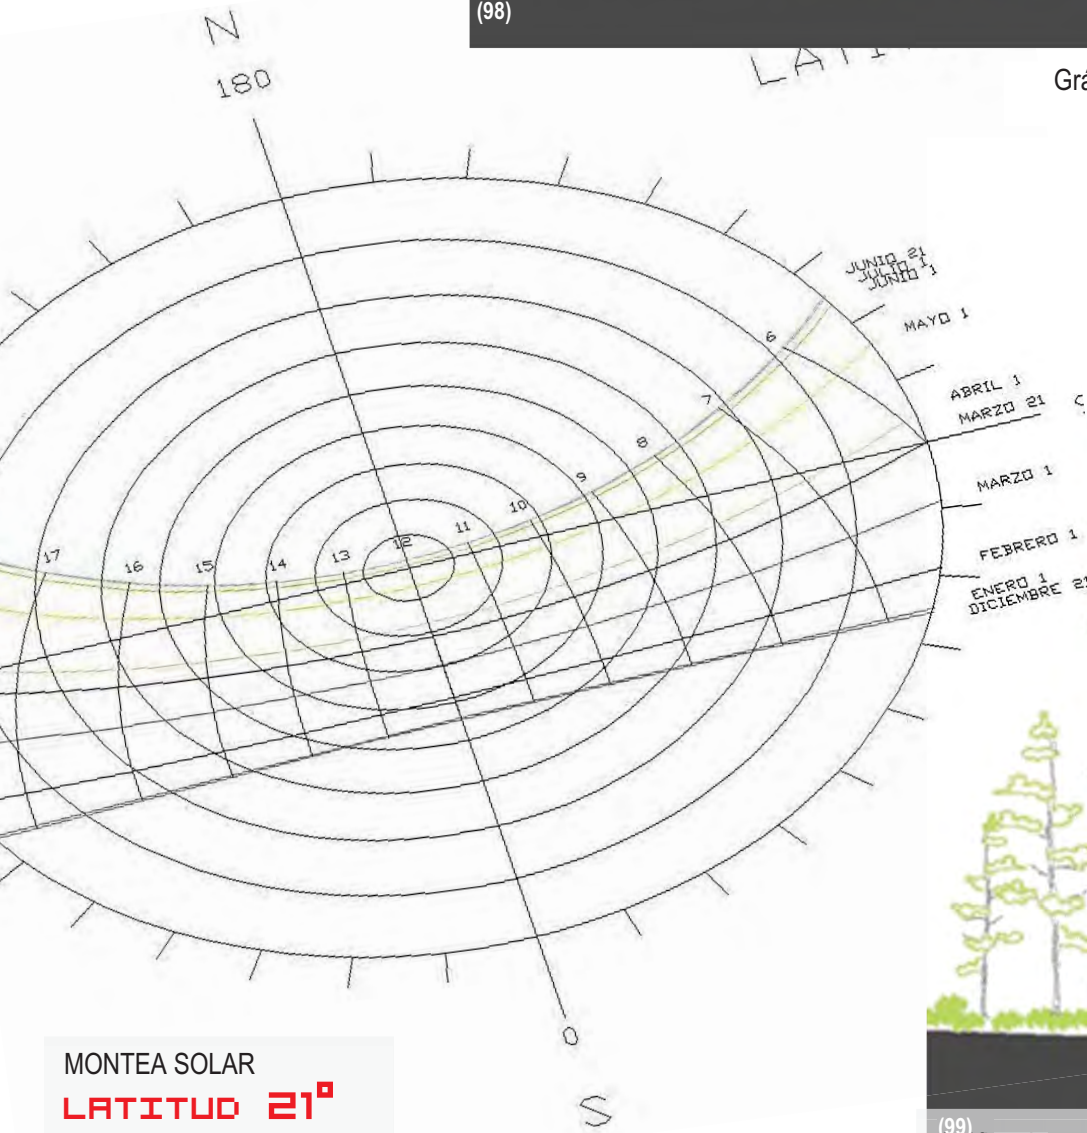 (98)
N
180
Grá
JUNIO 21
JULIO 1
JUNIO 1
MAYO 1
ABRIL 1
MARZO 21
MARZO 1
FEBRERO 1
ENERO 1
DICIEMBRE 21
6
7
8
9
10
11
12
13
14
15
16
17
0
S
MONTEA SOLAR
LATITUD 21°
(99)